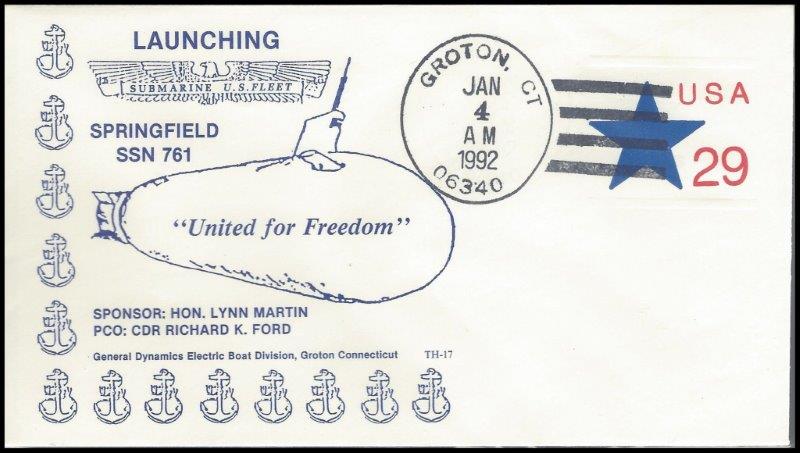 LAUNCHING
SUBMARINE U.S. FLEET
SPRINGFIELD
SSN 761
"United for Freedom"
SPONSOR: HON. LYNN MARTIN
PCO: CDR RICHARD K. FORD
General Dynamics Electric Boat Division, Groton Connecticut TH-17
GROTON, CT
JAN
4
AM
1992
06340
USA
29